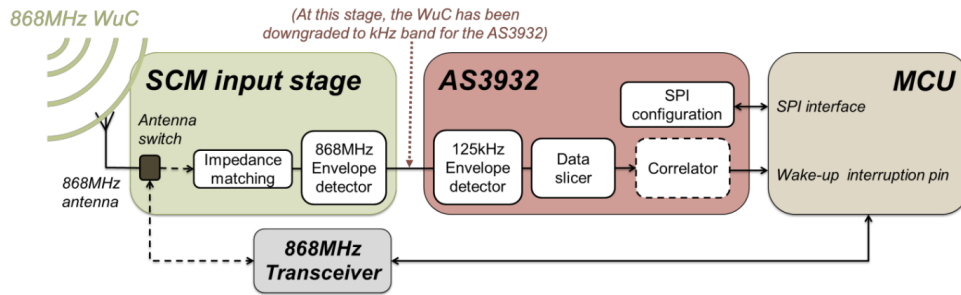 868MHz WuC
(At this stage, the WuC has been
downgraded to kHz band for the AS3932)
SCM input stage
Antenna
switch
Impedance
matching
868MHz
Envelope
detector
868MHz
antenna
AS3932
SPI
configuration
125kHz
Envelope
detector
Data
slicer
Correlator
MCU
SPI interface
Wake-up interruption pin
868MHz
Transceiver